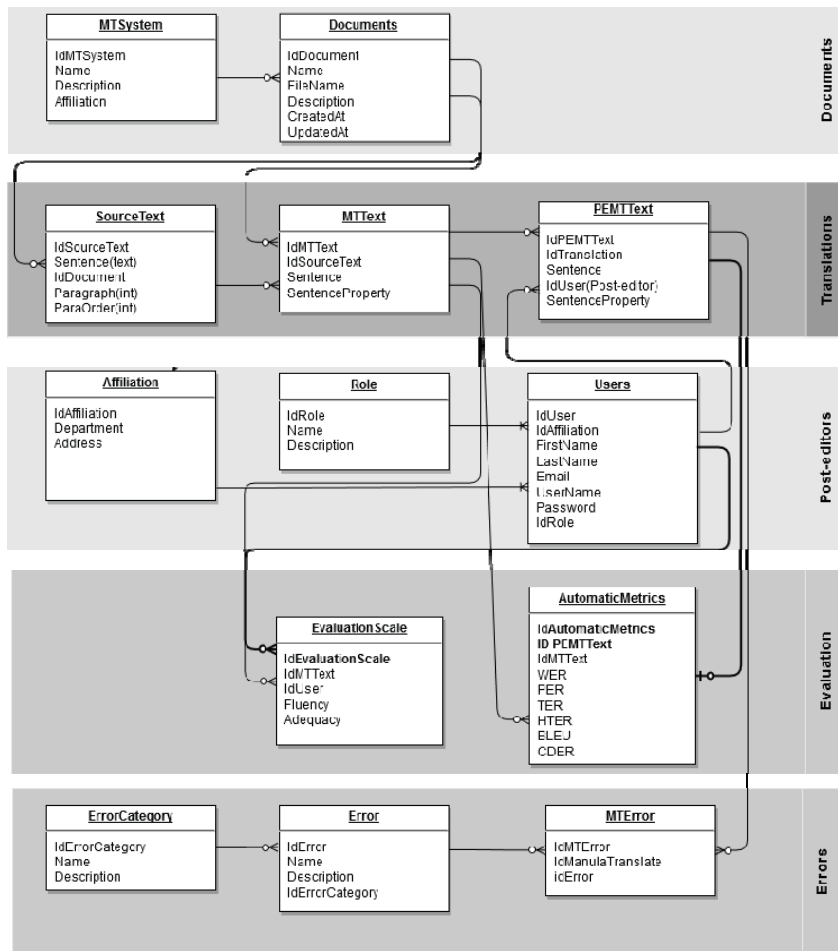 MTSystem
IdMTSystem
Name
Description
Affiliation
Documents
IdDocument
Name
FileName
Description
CreatedAt
UpdatedAt
Documents
SourceText
IdSourceText
Sentence(text)
IdDocument
Paragraph(int)
ParaOrder(int)
MTText
IdMTText
IdSourceText
Sentence
SentenceProperty
PEMTText
IdPEMTText
IdTranslation
Sentence
IdUser(Post-editor)
SentenceProperty
Translations
Affiliation
IdAffiliation
Department
Address
Role
IdRole
Name
Description
Users
IdUser
IdAffiliation
FirstName
LastName
Email
UserName
Password
IdRole
Post-editors
EvaluationScale
IdEvaluationScale
IdMTText
IdUser
Fluency
Adequacy
AutomaticMetrics
IdAutomaticMetrics
ID PEMTText
IdMTText
WER
PER
TER
HTER
BLEU
CDER
Evaluation
ErrorCategory
IdErrorCategory
Name
Description
Error
IdError
Name
Description
IdErrorCategory
MTError
IdMTError
IdManulaTranslate
idError
Errors